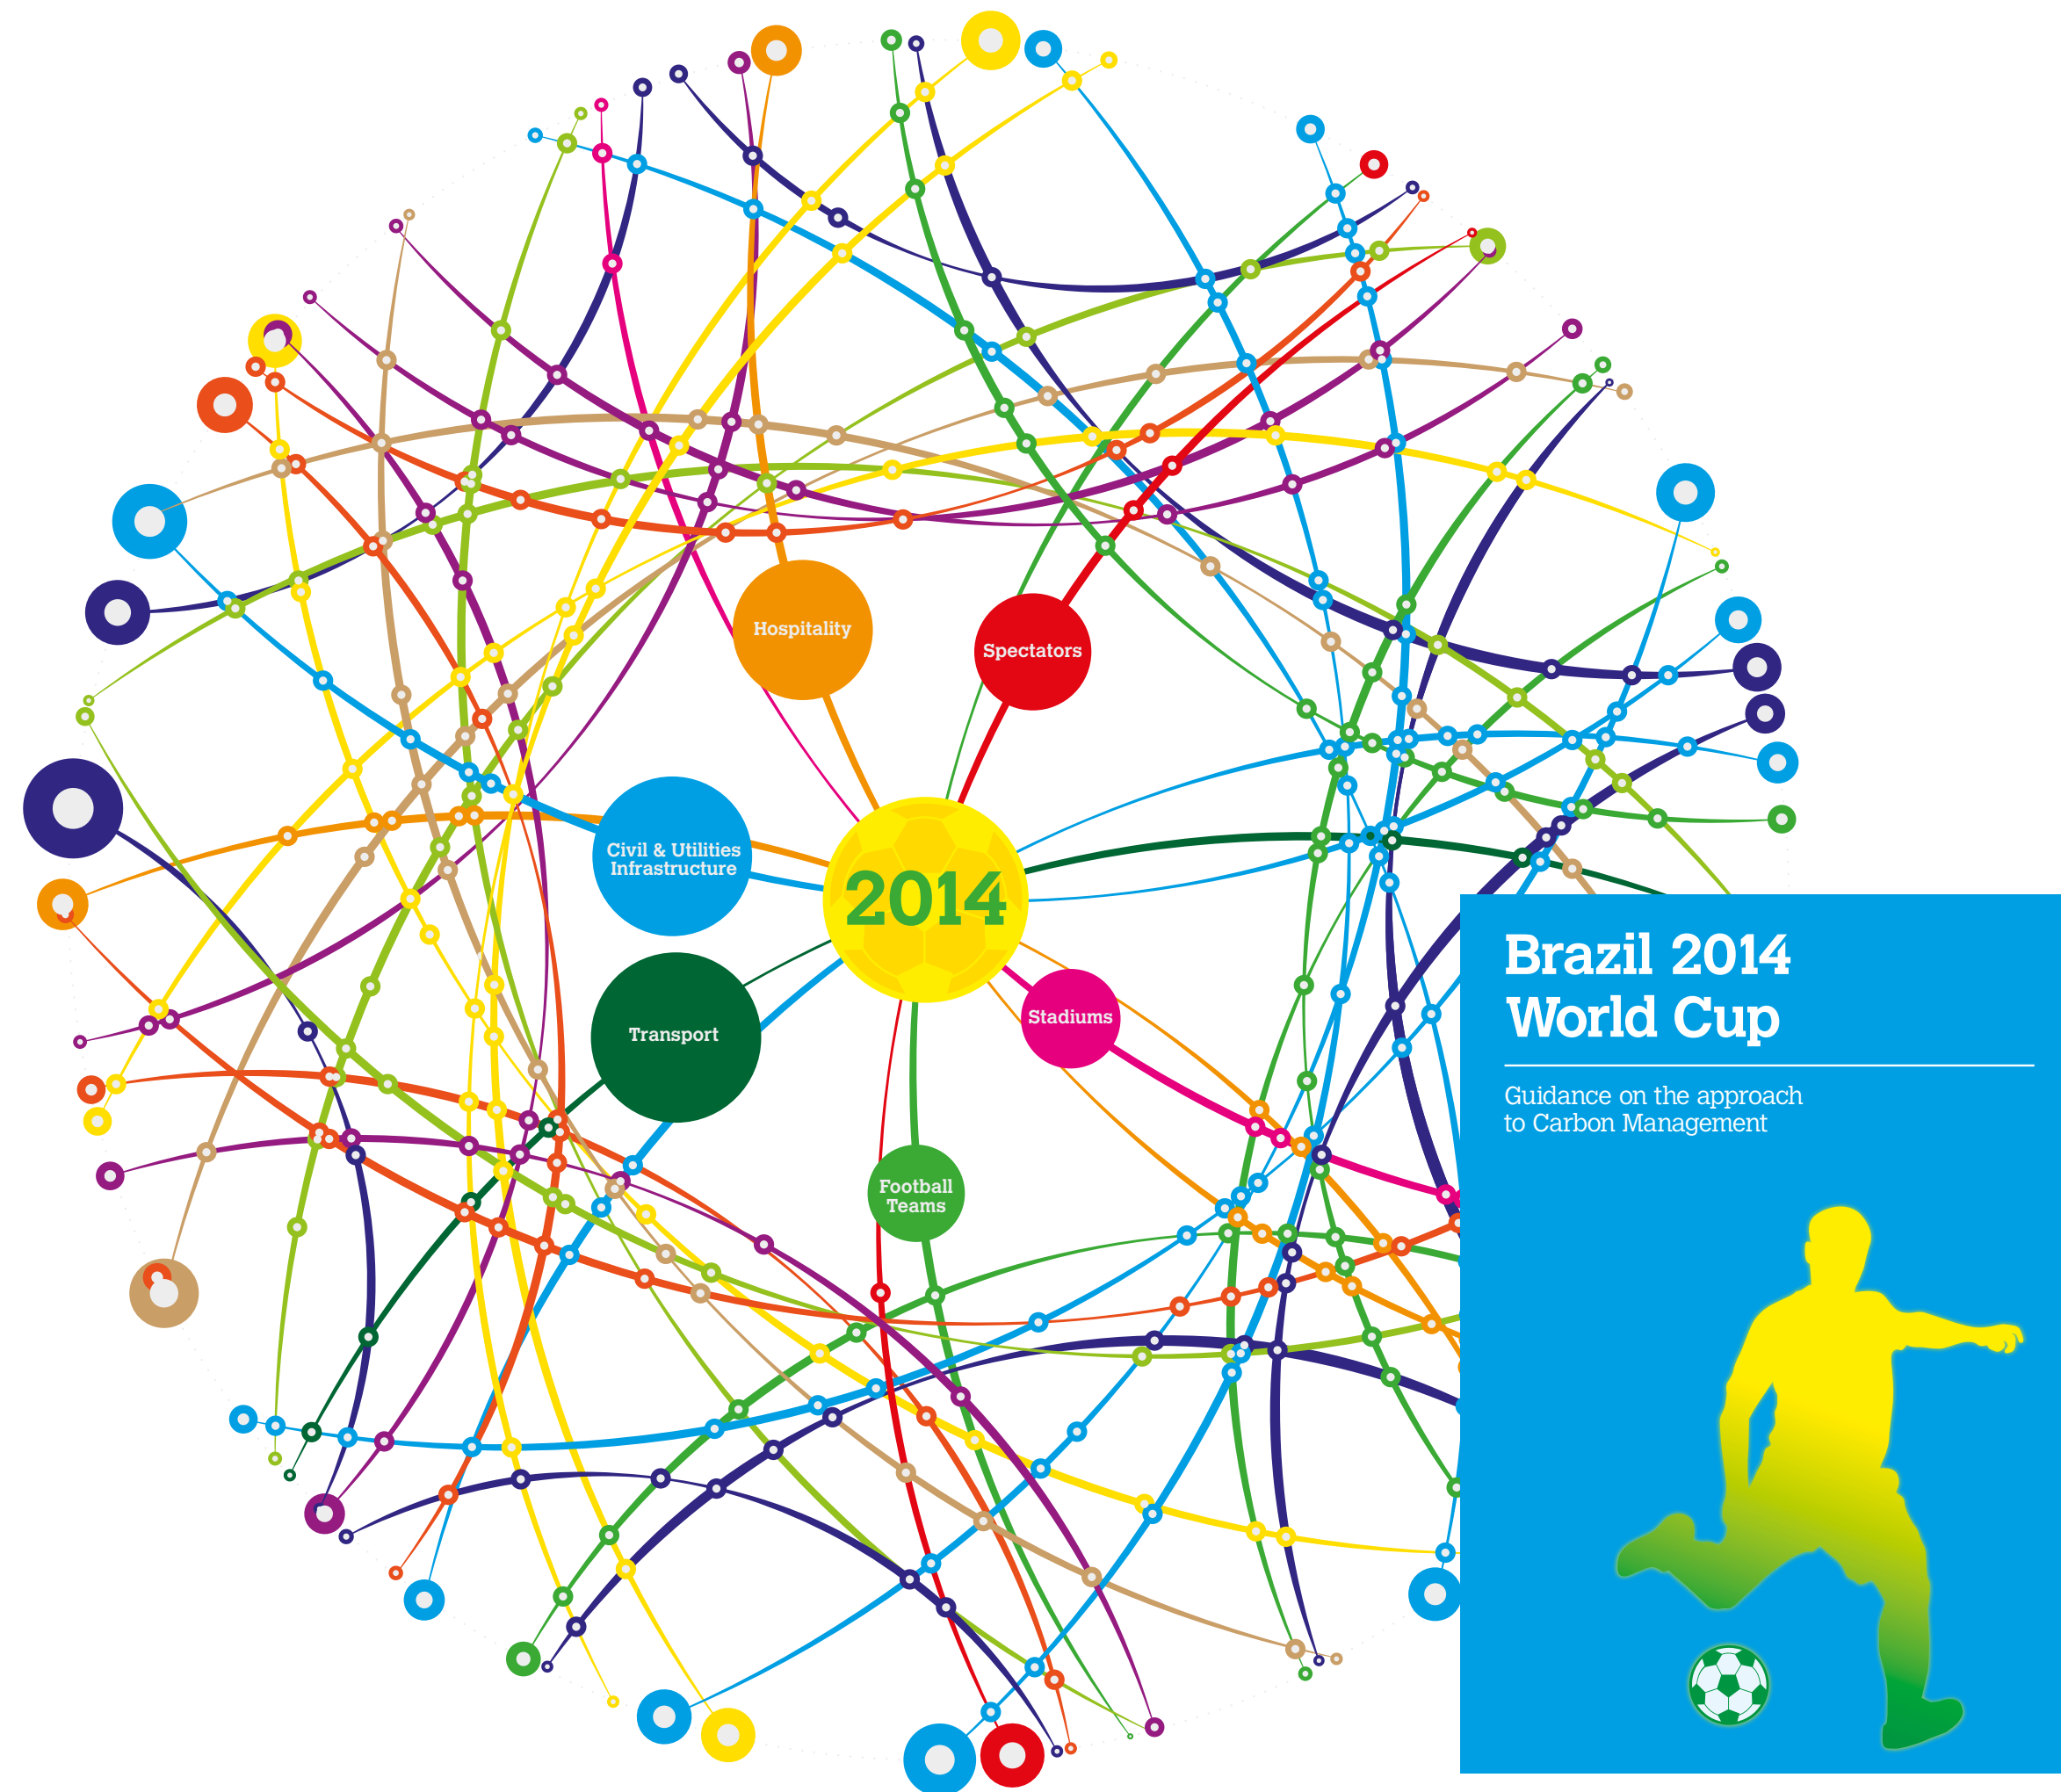 Hospitality
Spectators
Civil & Utilities
Infrastructure
2014
Transport
Stadiums
Football
Teams
Brazil 2014
World Cup
Guidance on the approach
to Carbon Management